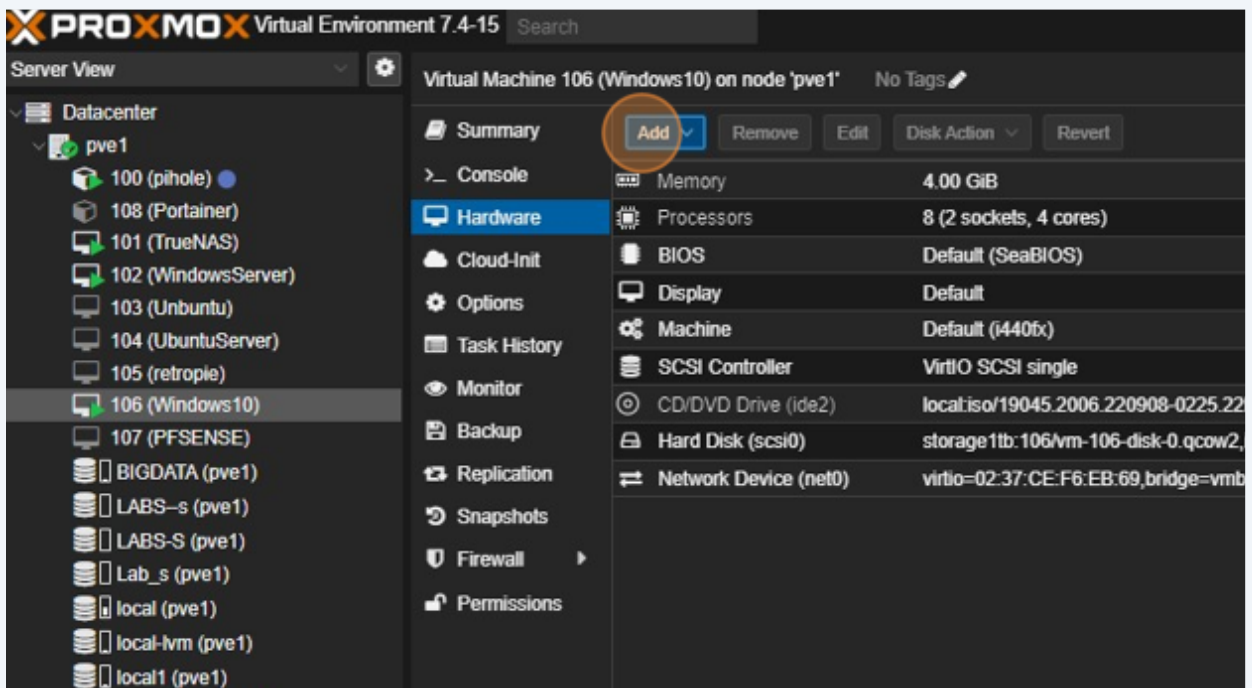 PROXMOX Virtual Environment 7.4-15 Search
Server View
Datacenter
pve1
100 (pihole)
108 (Portainer)
101 (TrueNAS)
102 (WindowsServer)
103 (Unbuntu)
104 (UbuntuServer)
105 (retropie)
106 (Windows10)
107 (PFSENSE)
BIGDATA (pve1)
LABS--s (pve1)
LABS-S (pve1)
Lab_s (pve1)
local (pve1)
local-lvm (pve1)
local1 (pve1)
Virtual Machine 106 (Windows10) on node 'pve1' No Tags
Summary
Console
Hardware
Cloud-Init
Options
Task History
Monitor
Backup
Replication
Snapshots
Firewall
Permissions
Add Remove Edit Disk Action Revert
Memory 4.00 GiB
Processors 8 (2 sockets, 4 cores)
BIOS Default (SeaBIOS)
Display Default
Machine Default (i440fx)
SCSI Controller VirtIO SCSI single
CD/DVD Drive (ide2) local:iso/19045.2006.220908-0225.22
Hard Disk (scsi0) storage1tb:106/vm-106-disk-0.qcow2,
Network Device (net0) virtio=02:37:CE:F6:EB:69,bridge=vmb